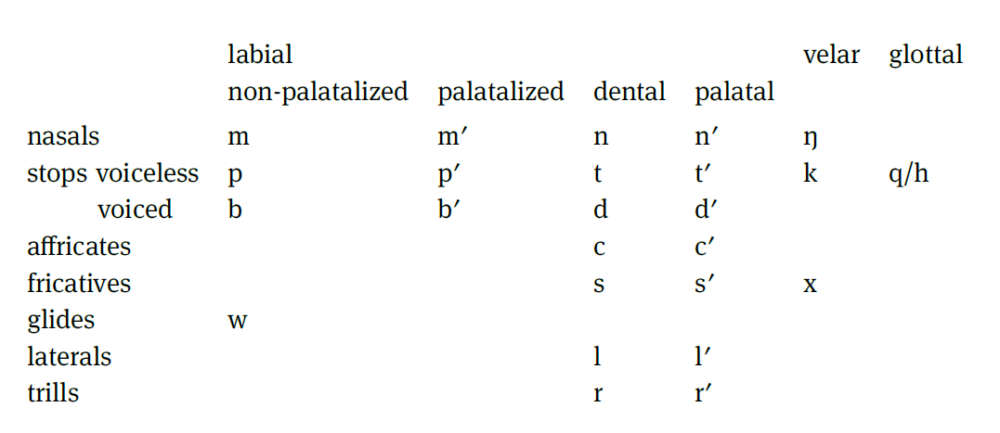 labial velar glottal
non-palatalized palatalized dental palatal
nasals m m′ n n′ ŋ
stops voiceless p p′ t t′ k q/h
voiced b b′ d d′
affricates c c′
fricatives s s′ x
glides w
laterals l l′
trills r r′